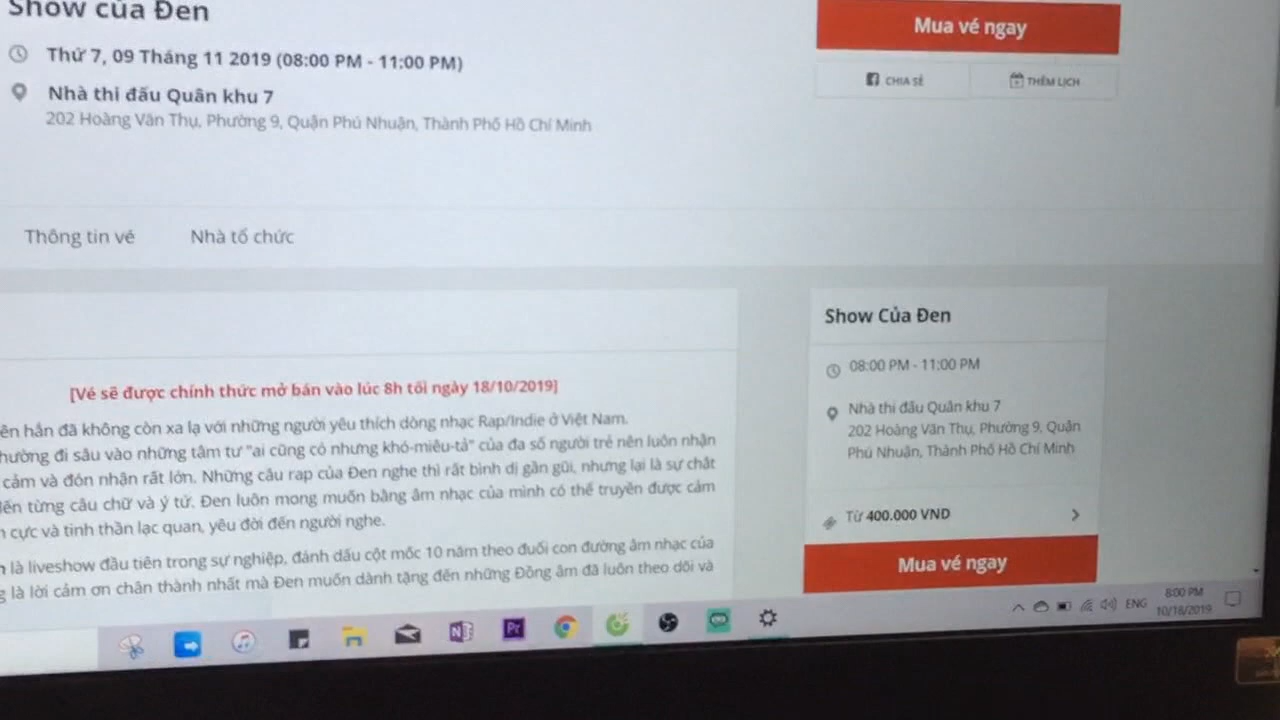 Show của Đen
Mua vé ngay
Thứ 7, 09 Tháng 11 2019 (08:00 PM - 11:00 PM)
CHIA SẺ
THÊM LỊCH
Nhà thi đấu Quân khu 7
202 Hoàng Văn Thụ, Phường 9, Quận Phú Nhuận, Thành Phố Hồ Chí Minh
Thông tin vé
Nhà tổ chức
[Vé sẽ được chính thức mở bán vào lúc 8h tối ngày 18/10/2019]
ên hẳn đã không còn xa lạ với những người yêu thích dòng nhạc Rap/Indie ở Việt Nam.
hường đi sâu vào những tâm tư "ai cũng có nhưng khó-miêu-tả" của đa số người trẻ nên luôn nhận
cảm và đón nhận rất lớn. Những câu rap của Đen nghe thì rất bình dị gần gũi, nhưng lại là sự chắt
đến từng câu chữ và ý tứ. Đen luôn mong muốn bằng âm nhạc của mình có thể truyền được cảm
h cực và tinh thần lạc quan, yêu đời đến người nghe.
n là liveshow đầu tiên trong sự nghiệp, đánh dấu cột mốc 10 năm theo đuổi con đường âm nhạc của
g là lời cảm ơn chân thành nhất mà Đen muốn dành tặng đến những Đồng âm đã luôn theo dõi và
Show Của Đen
08:00 PM - 11:00 PM
Nhà thi đấu Quân khu 7
202 Hoàng Văn Thụ, Phường 9, Quận
Phú Nhuận, Thành Phố Hồ Chí Minh
Từ 400.000 VND
Mua vé ngay
N
Pr
ENG
8:00 PM
10/18/2019